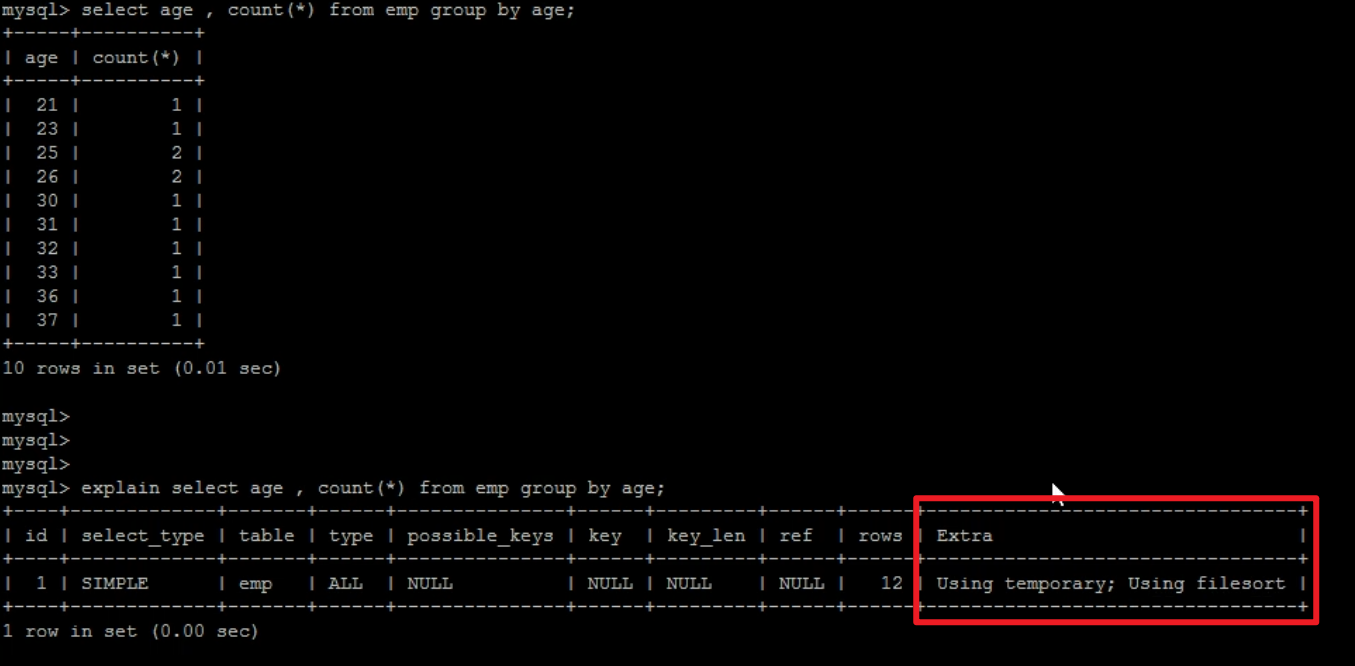 mysql> select age , count(*) from emp group by age;
+-----+----------+
| age | count(*) |
+-----+----------+
|  21 |        1 |
|  23 |        1 |
|  25 |        2 |
|  26 |        2 |
|  30 |        1 |
|  31 |        1 |
|  32 |        1 |
|  33 |        1 |
|  36 |        1 |
|  37 |        1 |
+-----+----------+
10 rows in set (0.01 sec)
mysql>
mysql>
mysql>
mysql> explain select age , count(*) from emp group by age;
+----+-------------+-------+------+---------------+------+---------+------+------+---------------------------------+
| id | select_type | table | type | possible_keys | key  | key_len | ref  | rows | Extra                           |
+----+-------------+-------+------+---------------+------+---------+------+------+---------------------------------+
|  1 | SIMPLE      | emp   | ALL  | NULL          | NULL | NULL    | NULL |   12 | Using temporary; Using filesort |
+----+-------------+-------+------+---------------+------+---------+------+------+---------------------------------+
1 row in set (0.00 sec)